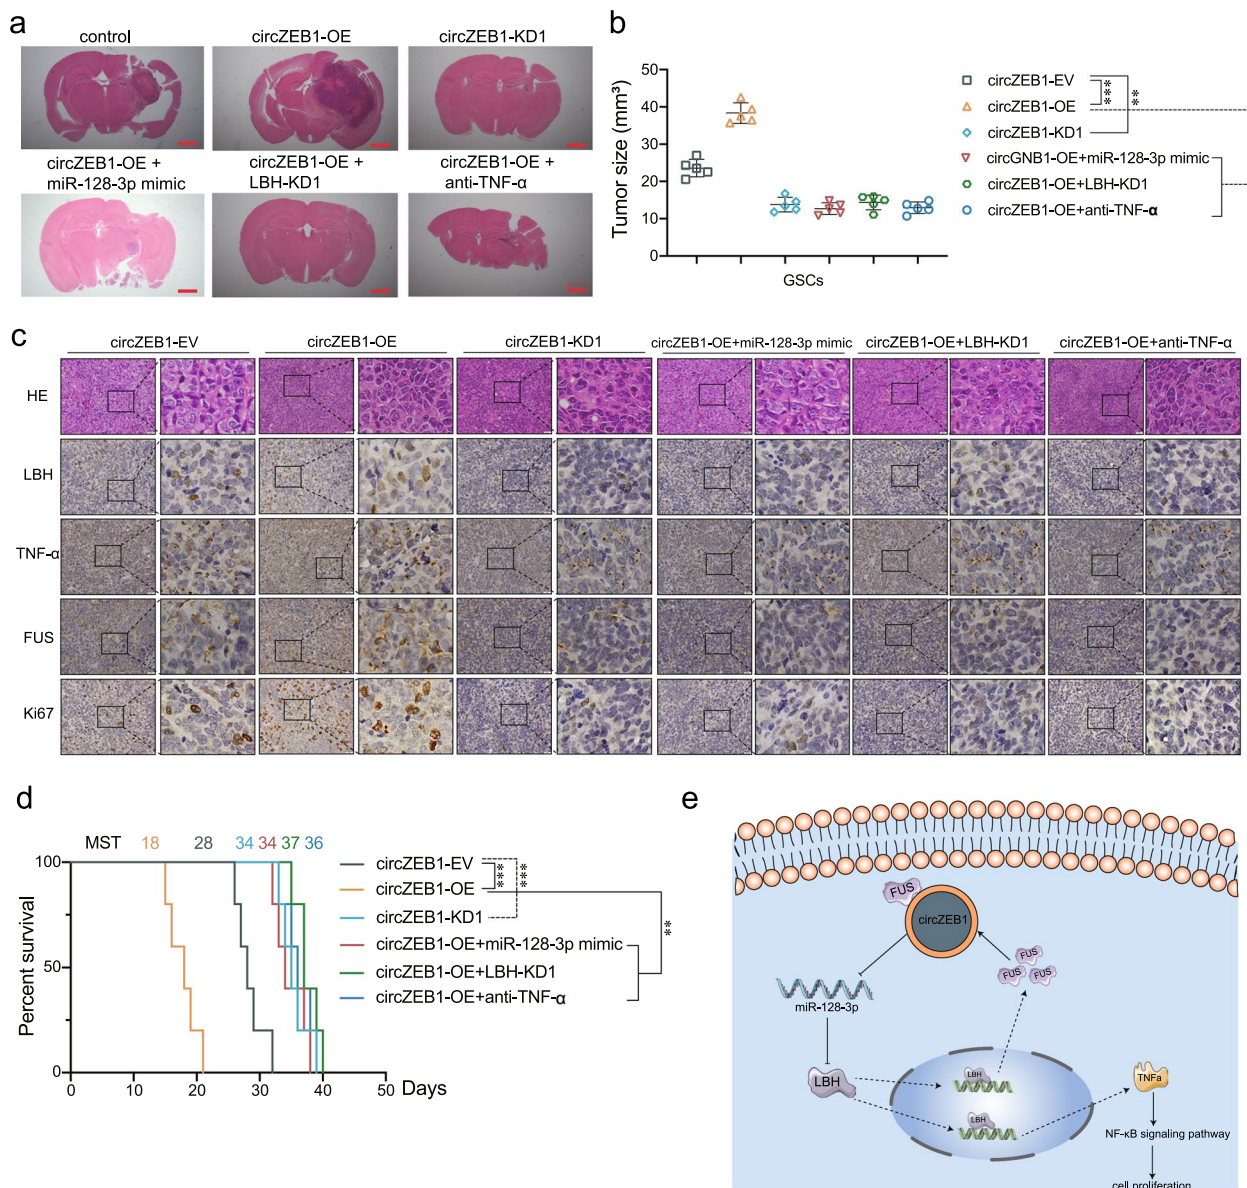 a
control
circZEB1-OE
circZEB1-KD1
circZEB1-OE +
miR-128-3p mimic
circZEB1-OE +
LBH-KD1
circZEB1-OE +
anti-TNF-α
b
Tumor size (mm³)
50
40
30
20
10
0
GSCs
circZEB1-EV
circZEB1-OE
circZEB1-KD1
circGNB1-OE+miR-128-3p mimic
circZEB1-OE+LBH-KD1
circZEB1-OE+anti-TNF-α
***
**
c
circZEB1-EV
circZEB1-OE
circZEB1-KD1
circZEB1-OE+miR-128-3p mimic
circZEB1-OE+LBH-KD1
circZEB1-OE+anti-TNF-α
HE
LBH
TNF-α
FUS
Ki67
d
MST 18 28 34 34 37 36
Percent survival
100
50
0
0 10 20 30 40 50
Days
circZEB1-EV
circZEB1-OE
circZEB1-KD1
circZEB1-OE+miR-128-3p mimic
circZEB1-OE+LBH-KD1
circZEB1-OE+anti-TNF-α
***
***
**
e
FUS
circZEB1
FUS
FUS
FUS
miR-128-3p
LBH
LBH
LBH
TNFa
NF-κB signaling pathway
cell proliferation